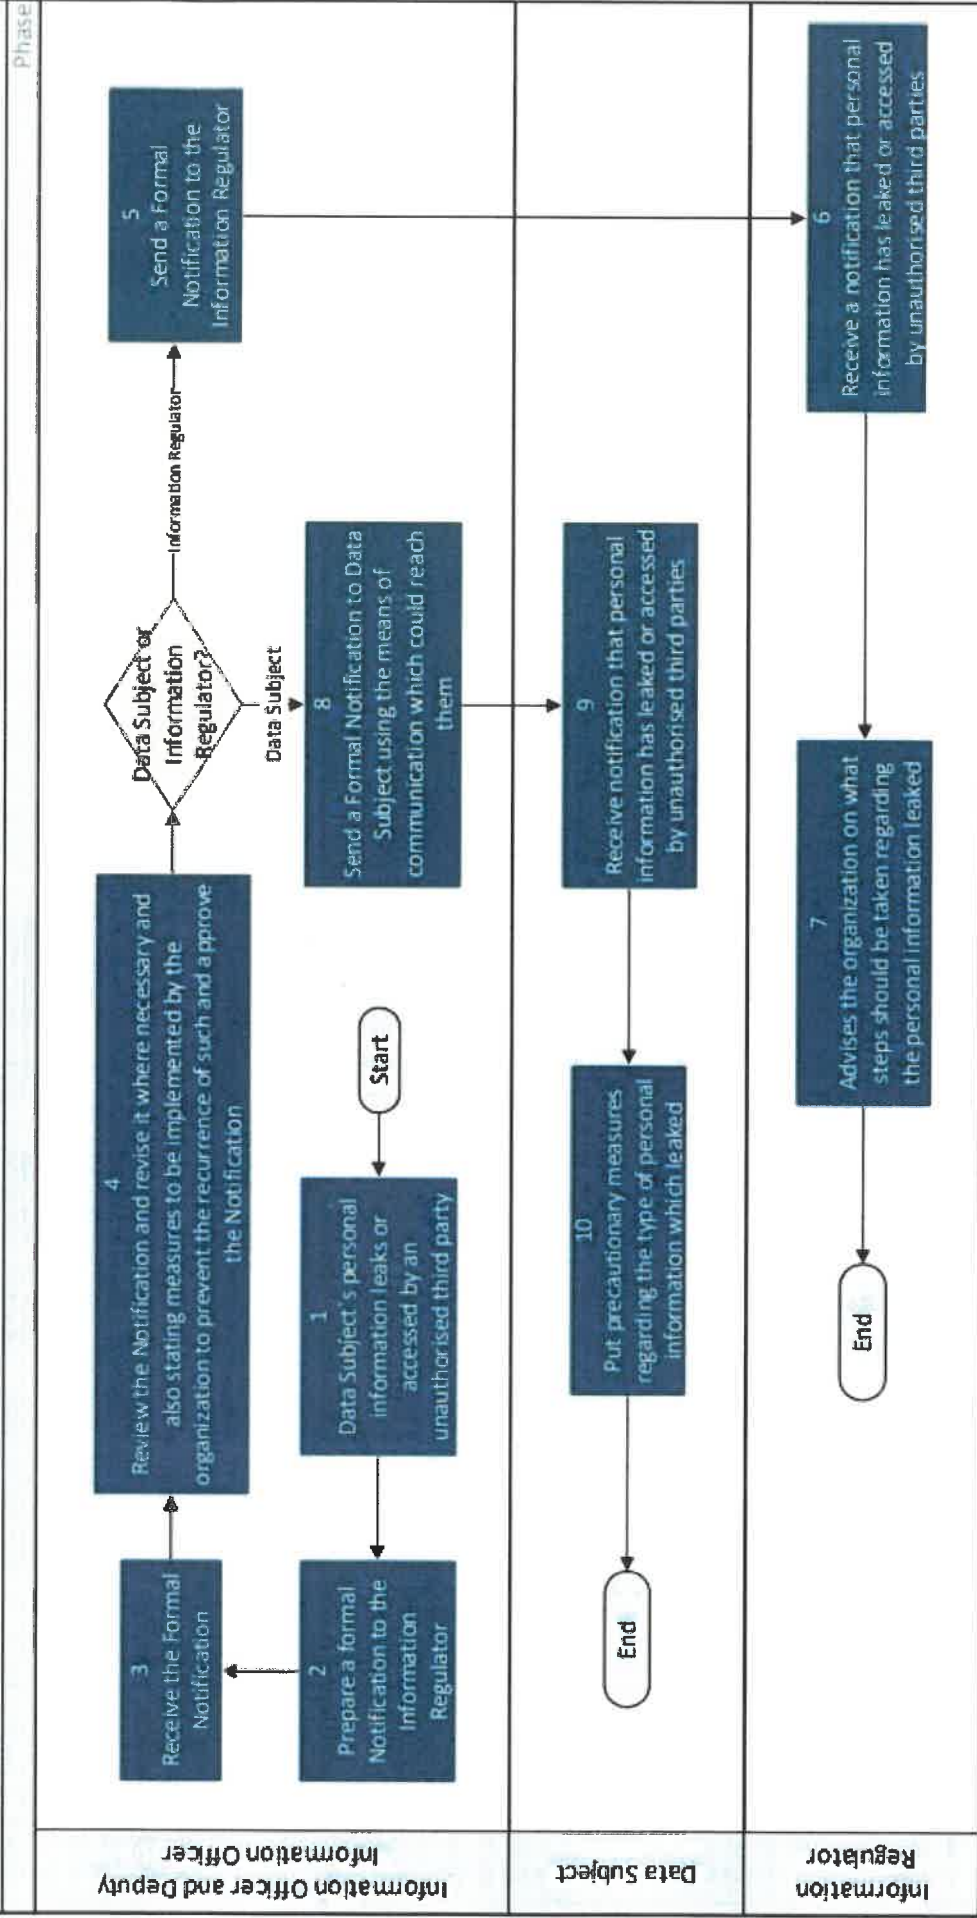 Phase
Information Officer and Deputy
Information Officer
Start
1
Data Subject's personal
information leaks or
accessed by an
unauthorised third party
2
Prepare a formal
Notification to the
Information
Regulator
3
Receive the Formal
Notification
4
Review the Notification and revise it where necessary and
also stating measures to be implemented by the
organization to prevent the recurrence of such and approve
the Notification
Data Subject or
Information
Regulator?
Information Regulator
Data Subject
5
Send a Formal
Notification to the
Information Regulator
8
Send a Formal Notification to Data
Subject using the means of
communication which could reach
them
Data Subject
9
Receive notification that personal
information has leaked or accessed
by unauthorised third parties
10
Put precautionary measures
regarding the type of personal
information which leaked
End
Information
Regulator
6
Receive a notification that personal
information has leaked or accessed
by unauthorised third parties
7
Advises the organization on what
steps should be taken regarding
the personal information leaked
End